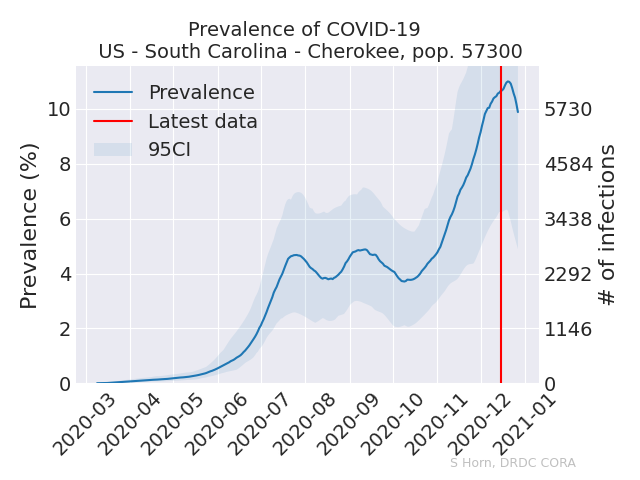 Prevalence of COVID-19
US - South Carolina - Cherokee, pop. 57300
Prevalence
Latest data
95CI
Prevalence (%)
10
8
6
4
2
0
5730
4584
3438
2292
1146
0
# of infections
2020-03
2020-04
2020-05
2020-06
2020-07
2020-08
2020-09
2020-10
2020-11
2020-12
2021-01
S Horn, DRDC CORA